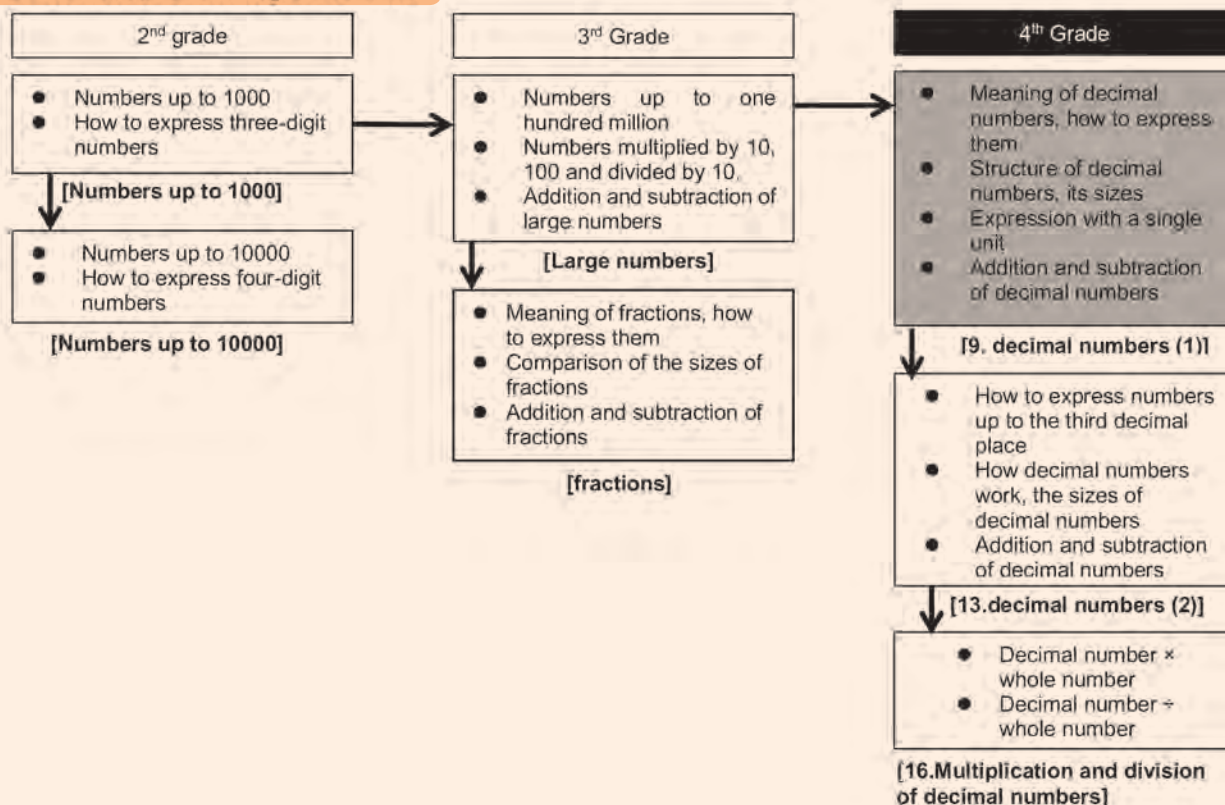 2nd grade
● Numbers up to 1000
● How to express three-digit
numbers
[Numbers up to 1000]
● Numbers up to 10000
● How to express four-digit
numbers
[Numbers up to 10000]
3rd Grade
● Numbers up to one
hundred million
● Numbers multiplied by 10,
100 and divided by 10.
● Addition and subtraction of
large numbers
[Large numbers]
● Meaning of fractions, how
to express them
● Comparison of the sizes of
fractions
● Addition and subtraction of
fractions
[fractions]
4th Grade
● Meaning of decimal
numbers, how to express
them
● Structure of decimal
numbers, its sizes
● Expression with a single
unit
● Addition and subtraction
of decimal numbers
[9. decimal numbers (1)]
● How to express numbers
up to the third decimal
place
● How decimal numbers
work, the sizes of
decimal numbers
● Addition and subtraction
of decimal numbers
[13.decimal numbers (2)]
● Decimal number ×
whole number
● Decimal number ÷
whole number
[16.Multiplication and division
of decimal numbers]